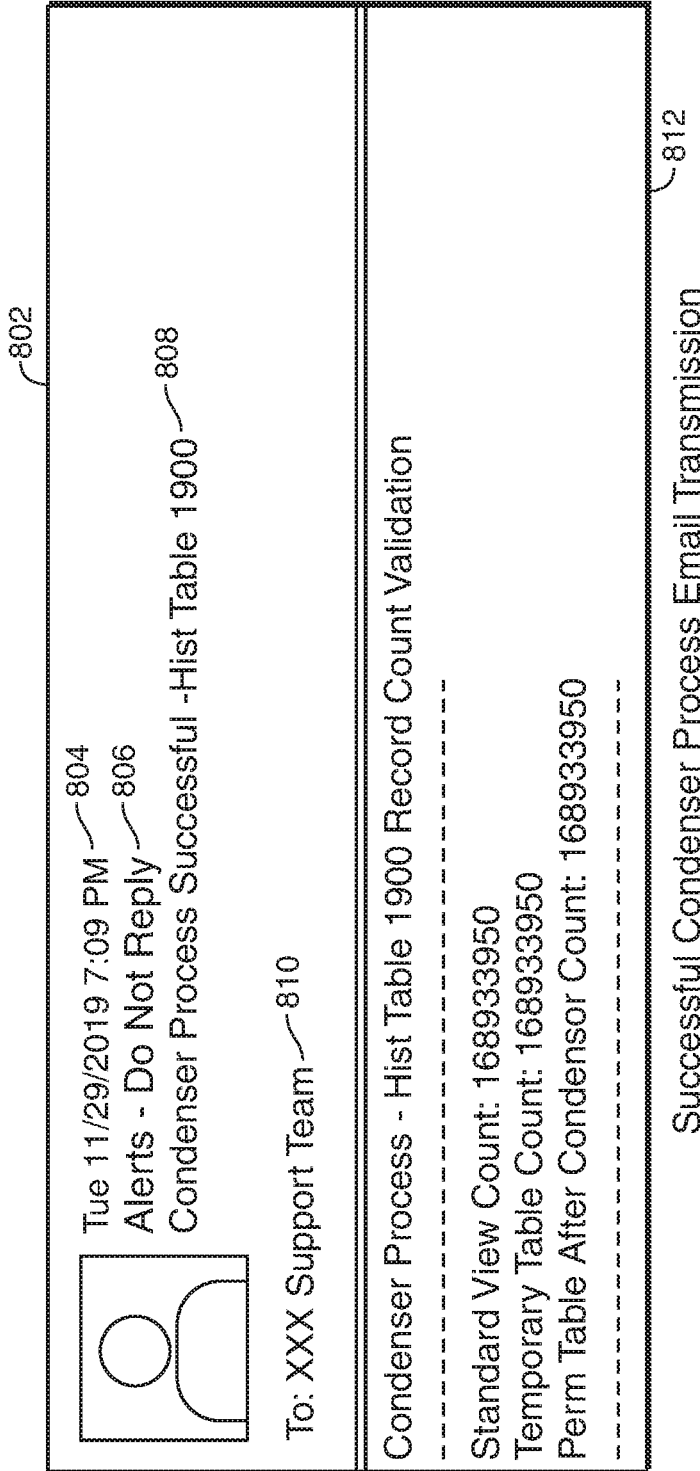 802
Tue 11/29/2019 7:09 PM 804
Alerts - Do Not Reply 806
Condenser Process Successful -Hist Table 1900 808
To: XXX Support Team 810
Condenser Process - Hist Table 1900 Record Count Validation
Standard View Count: 168933950
Temporary Table Count: 168933950
Perm Table After Condensor Count: 168933950
812
Successful Condenser Process Email Transmission